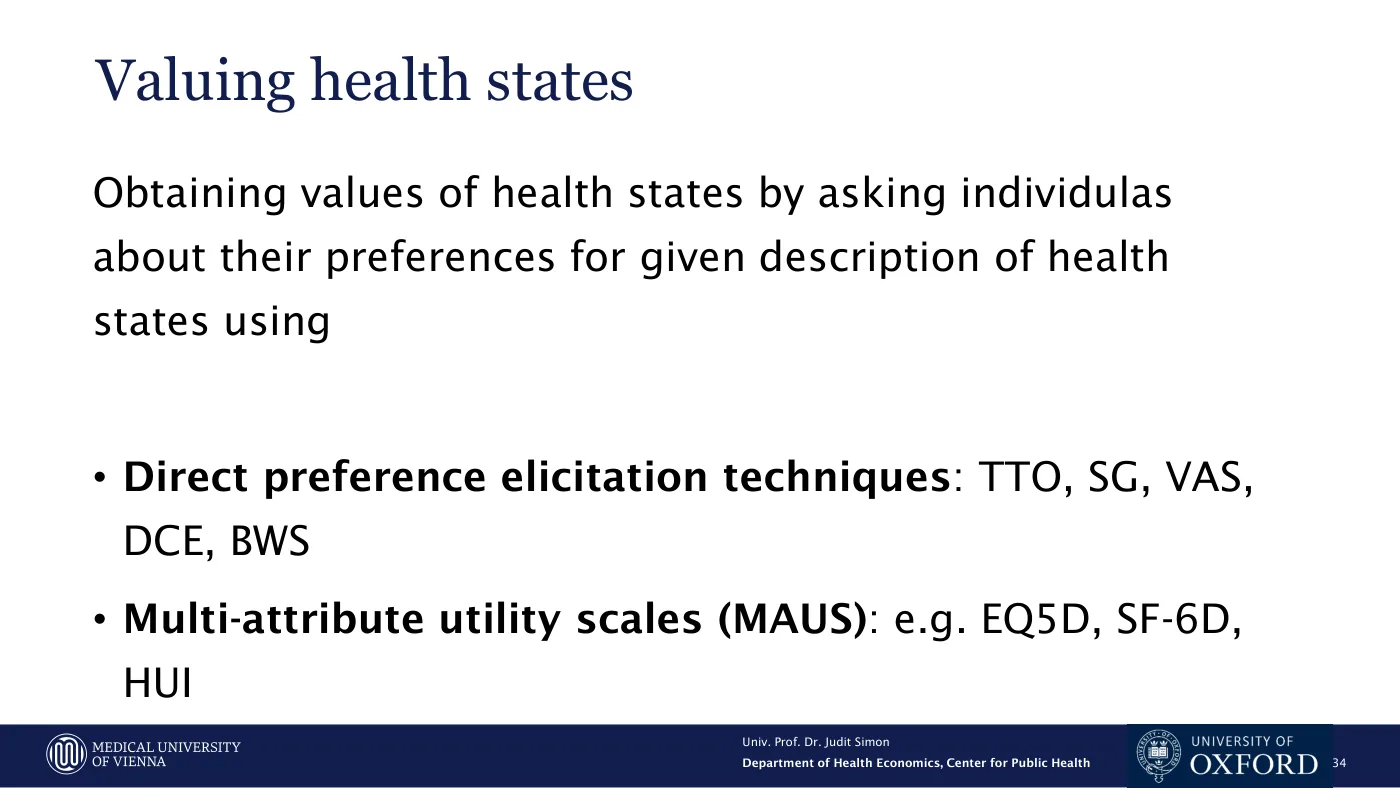 Valuing health states
Obtaining values of health states by asking individulas
about their preferences for given description of health
states using
• Direct preference elicitation techniques: TTO, SG, VAS,
DCE, BWS
• Multi-attribute utility scales (MAUS): e.g. EQ5D, SF-6D,
HUI
MEDICAL UNIVERSITY
OF VIENNA
Univ. Prof. Dr. Judit Simon
Department of Health Economics, Center for Public Health
UNIVERSITY OF
OXFORD
34